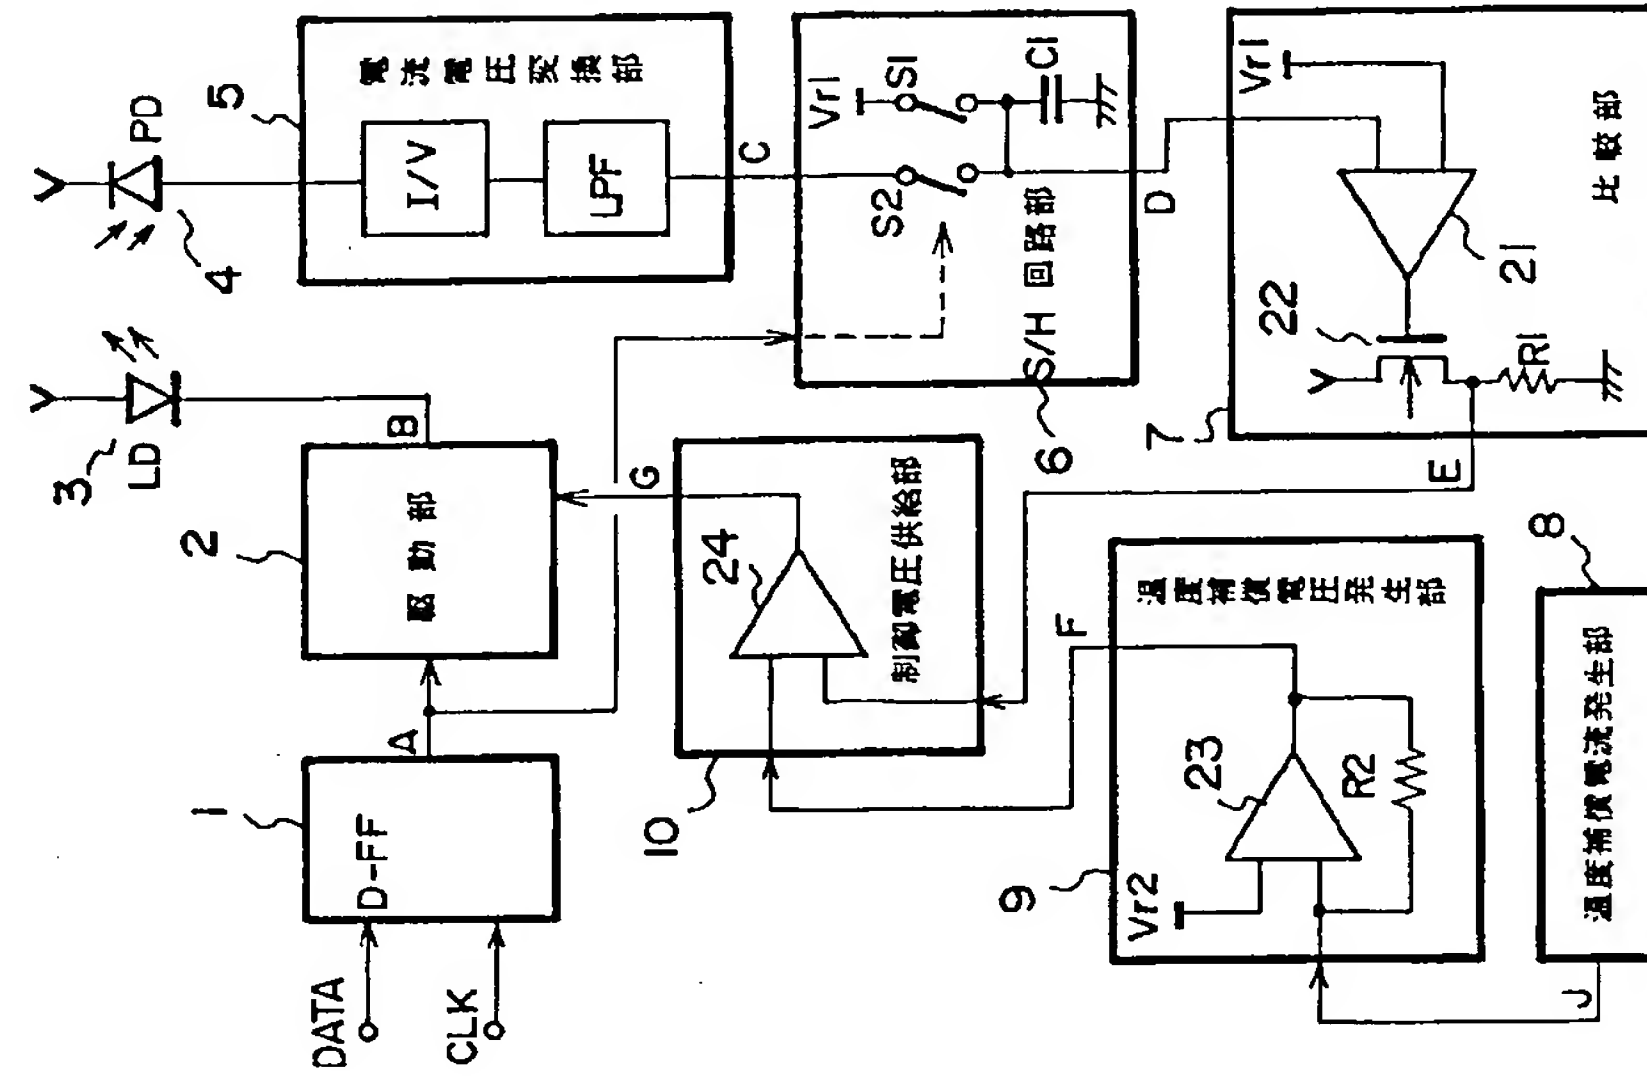 DATA
CLK
1
D-FF
A
2
駆動部
B
3
LD
4
PD
5
電流電圧変換部
I/V
LPF
C
6
S/H 回路部
S2
Vr1
S1
C1
D
7
比較部
Vr1
21
22
R1
E
8
温度補償電流発生部
J
9
温度補償電圧発生部
Vr2
23
R2
F
10
制御電圧供給部
24
G